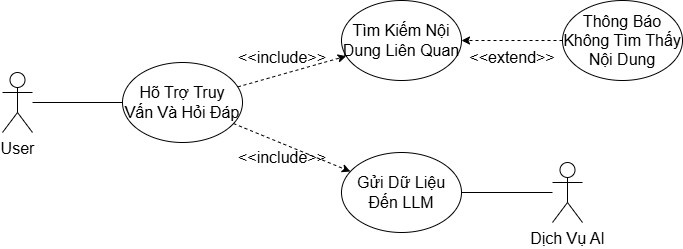 Tìm Kiếm Nội
Dung Liên Quan
Thông Báo
Không Tìm Thấy
Nội Dung
<<include>>
<<extend>>
Hõ Trợ Truy
Vấn Và Hỏi Đáp
User
<<include>>
Gửi Dữ Liệu
Đến LLM
Dịch Vụ AI